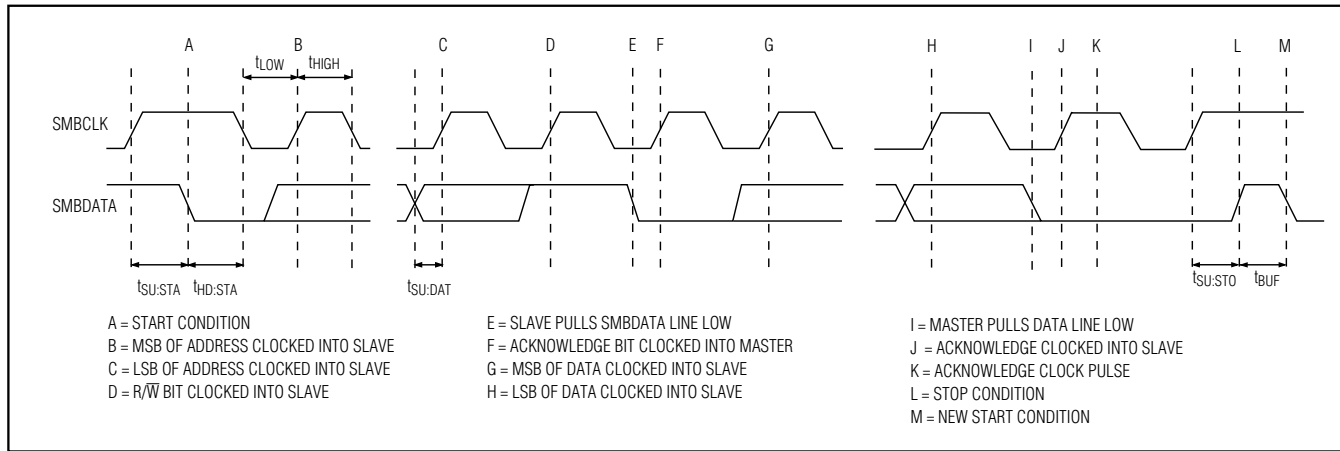 A B C D E F G H I J K L M
tLOW tHIGH
SMBCLK
SMBDATA
tSU:STA tHD:STA tSU:DAT tSU:STO tBUF
A = START CONDITION
B = MSB OF ADDRESS CLOCKED INTO SLAVE
C = LSB OF ADDRESS CLOCKED INTO SLAVE
D = R/W̅ BIT CLOCKED INTO SLAVE
E = SLAVE PULLS SMBDATA LINE LOW
F = ACKNOWLEDGE BIT CLOCKED INTO MASTER
G = MSB OF DATA CLOCKED INTO SLAVE
H = LSB OF DATA CLOCKED INTO SLAVE
I = MASTER PULLS DATA LINE LOW
J = ACKNOWLEDGE CLOCKED INTO SLAVE
K = ACKNOWLEDGE CLOCK PULSE
L = STOP CONDITION
M = NEW START CONDITION